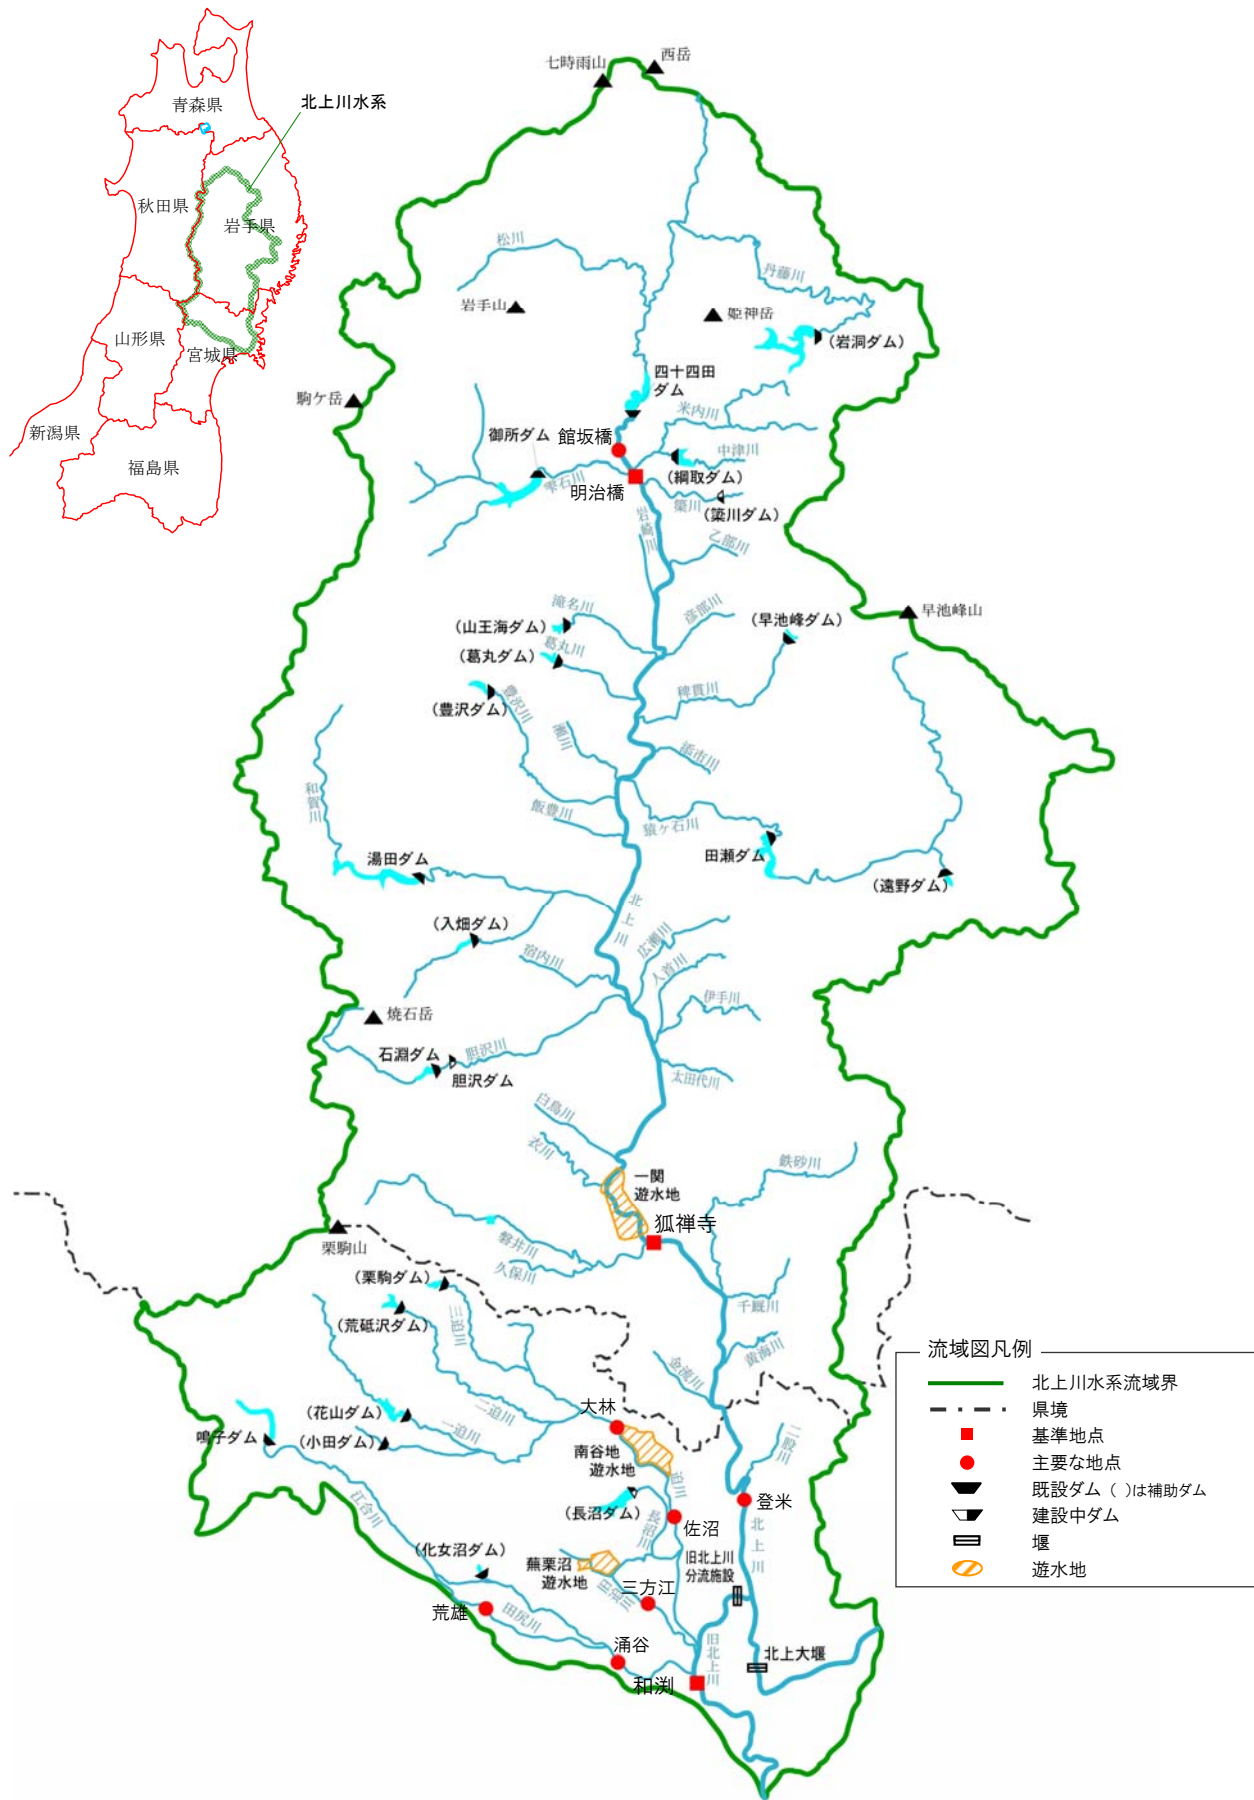 七時雨山
西岳
青森県
北上川水系
秋田県
岩手県
山形県
宮城県
新潟県
福島県
松川
丹藤川
岩手山
姫神岳
(岩洞ダム)
四十四田
ダム
駒ケ岳
米内川
館坂橋
御所ダム
中津川
(綱取ダム)
雫石川
明治橋
簗川
(簗川ダム)
岩崎川
乙部川
滝名川
彦部川
(早池峰ダム)
早池峰山
(山王海ダム)
葛丸川
(葛丸ダム)
豊沢川
(豊沢ダム)
稗貫川
瀬川
添市川
和賀川
飯豊川
猿ヶ石川
湯田ダム
田瀬ダム
(遠野ダム)
北上川
(入畑ダム)
広瀬川
宿内川
人首川
伊手川
焼石岳
石淵ダム
胆沢川
胆沢ダム
太田代川
白鳥川
衣川
一関
遊水地
鉄砂川
狐禅寺
栗駒山
磐井川
久保川
(栗駒ダム)
三迫川
(荒砥沢ダム)
千厩川
黄海川
金流川
流域図凡例
北上川水系流域界
県境
基準地点
主要な地点
既設ダム ( )は補助ダム
建設中ダム
堰
遊水地
大林
(花山ダム)
二迫川
一迫川
鳴子ダム
(小田ダム)
二股川
南谷地
遊水地
迫川
江合川
(長沼ダム)
長沼川
登米
佐沼
北上川
(化女沼ダム)
蕪栗沼
遊水地
旧北上川
分流施設
旧迫川
三方江
荒雄
田尻川
涌谷
旧北上川
北上大堰
和渕